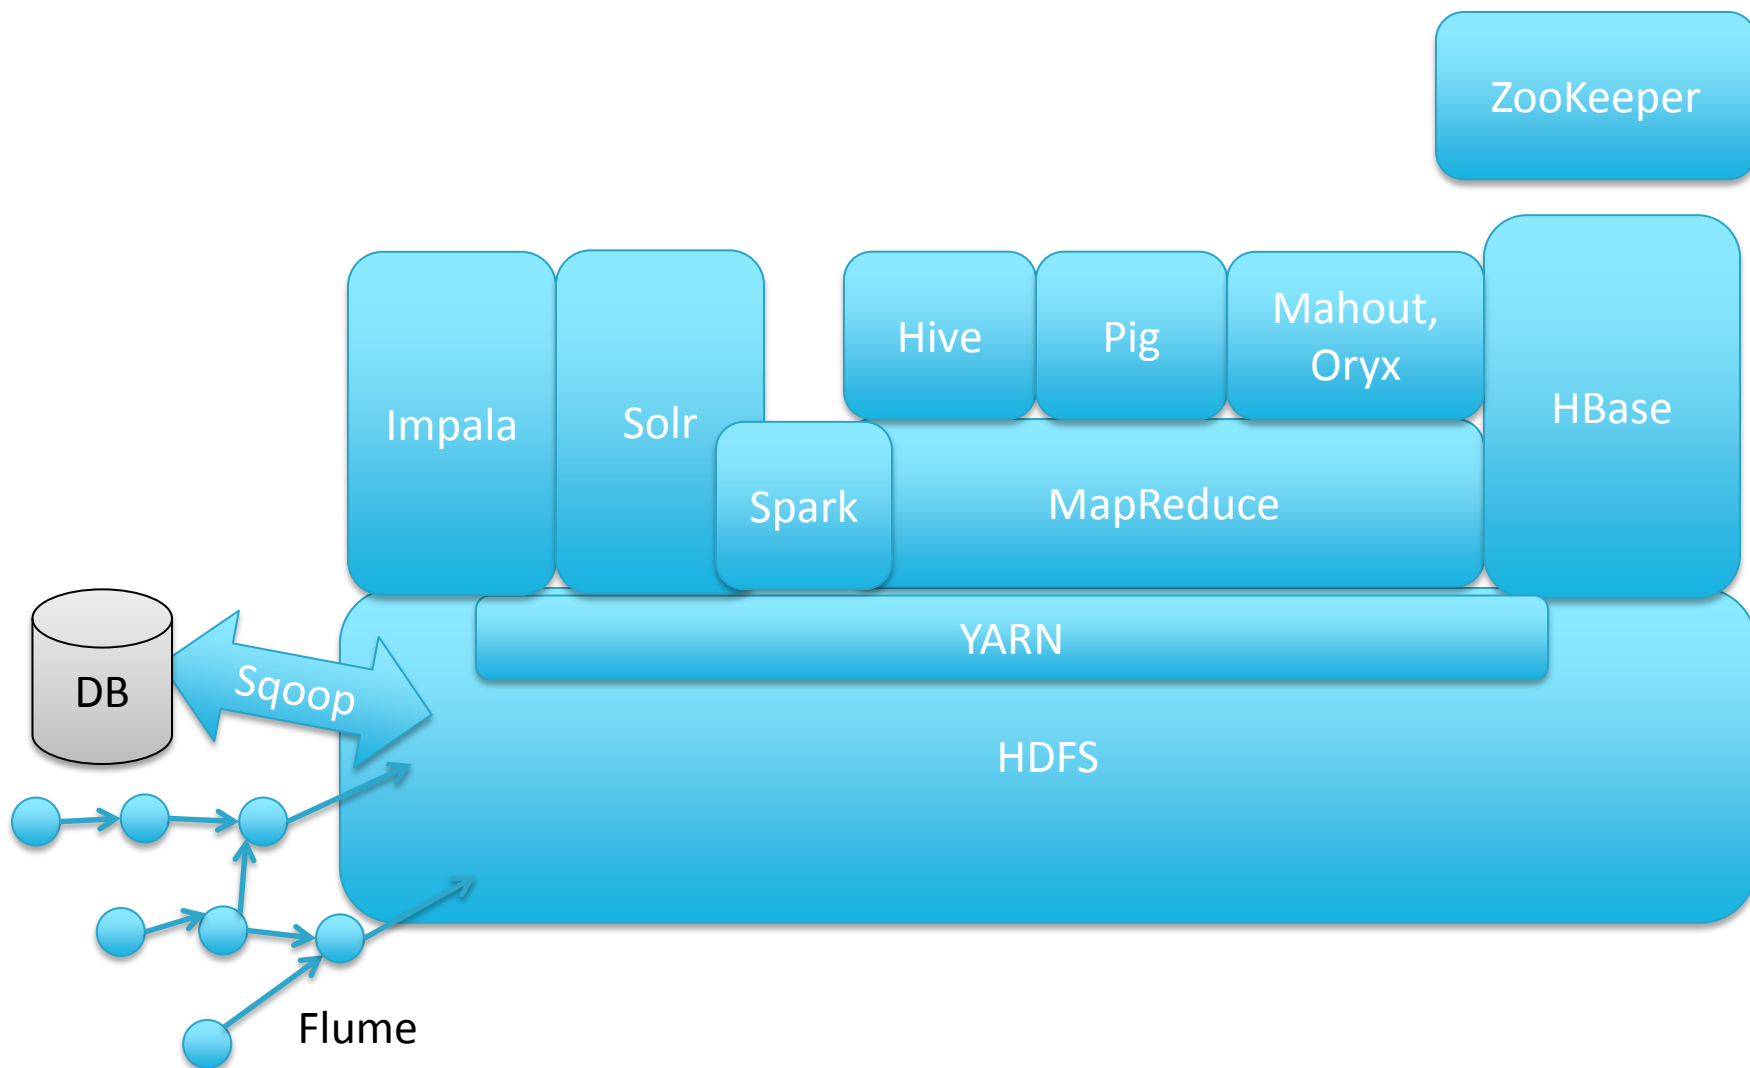 ZooKeeper
Impala
Solr
Hive
Pig
Mahout,
Oryx
HBase
Spark
MapReduce
YARN
DB
Sqoop
HDFS
Flume